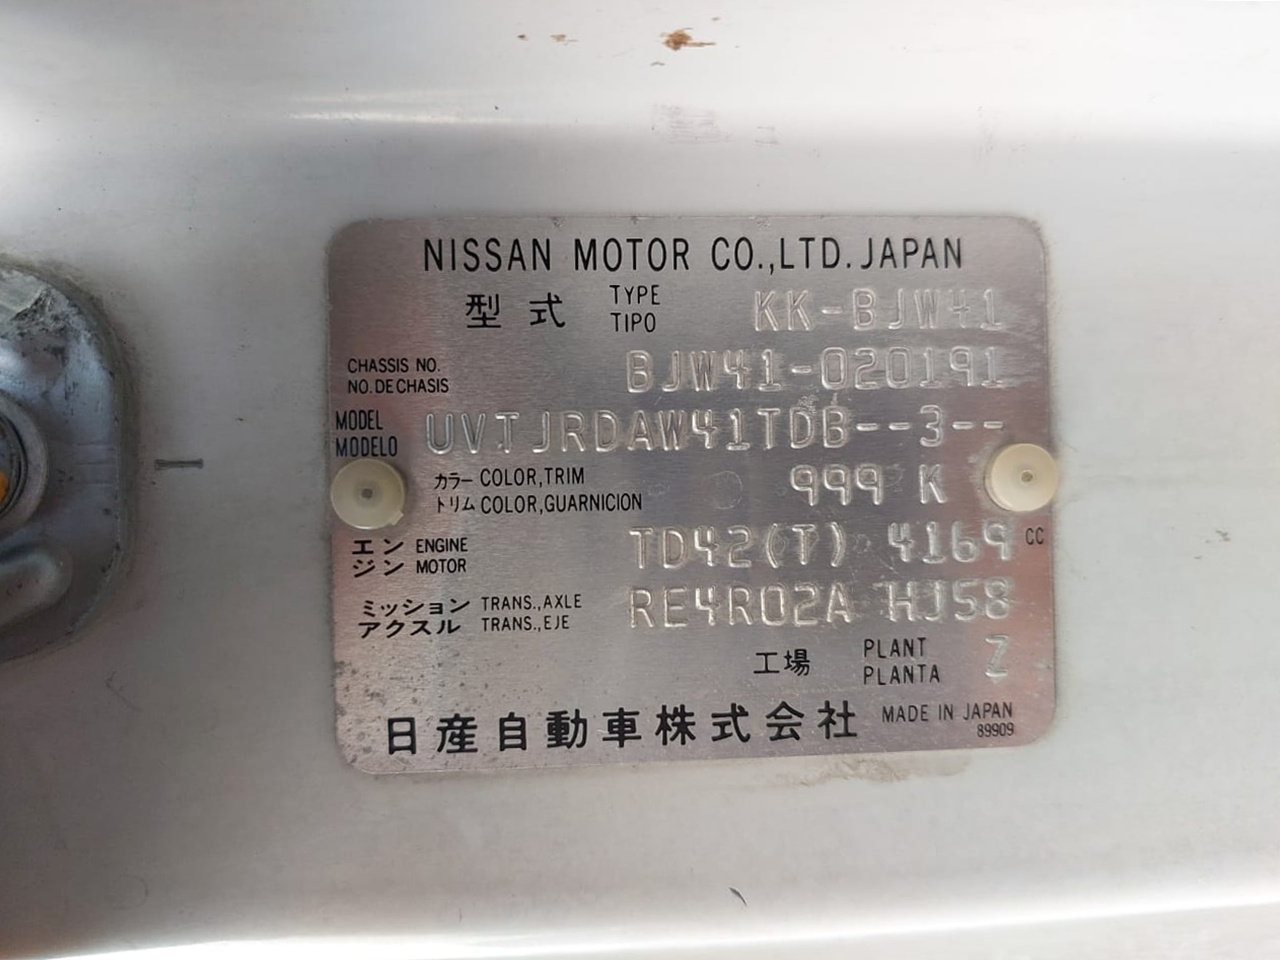 NISSAN MOTOR CO.,LTD. JAPAN
型式 TYPE TIPO KK-BJW41
CHASSIS NO. NO. DE CHASIS BJW41-020191
MODEL MODELO UVTJRDAW41TDB--3--
カラー COLOR,TRIM
トリム COLOR,GUARNICION 999 K
エンジン ENGINE MOTOR TD42(T) 4169 CC
ミッション TRANS.,AXLE
アクスル TRANS.,EJE RE4R02A HJ58
工場 PLANT PLANTA Z
日産自動車株式会社 MADE IN JAPAN
89909